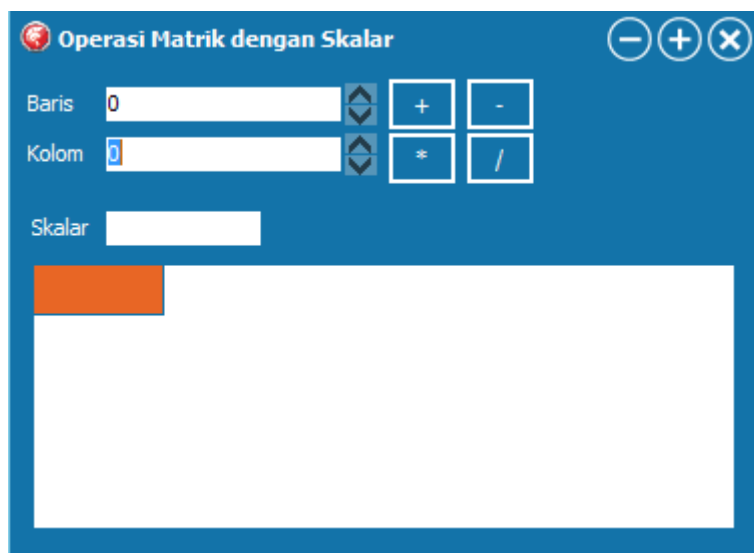 Operasi Matrik dengan Skalar
Baris 0 + -
Kolom 0 * /
Skalar